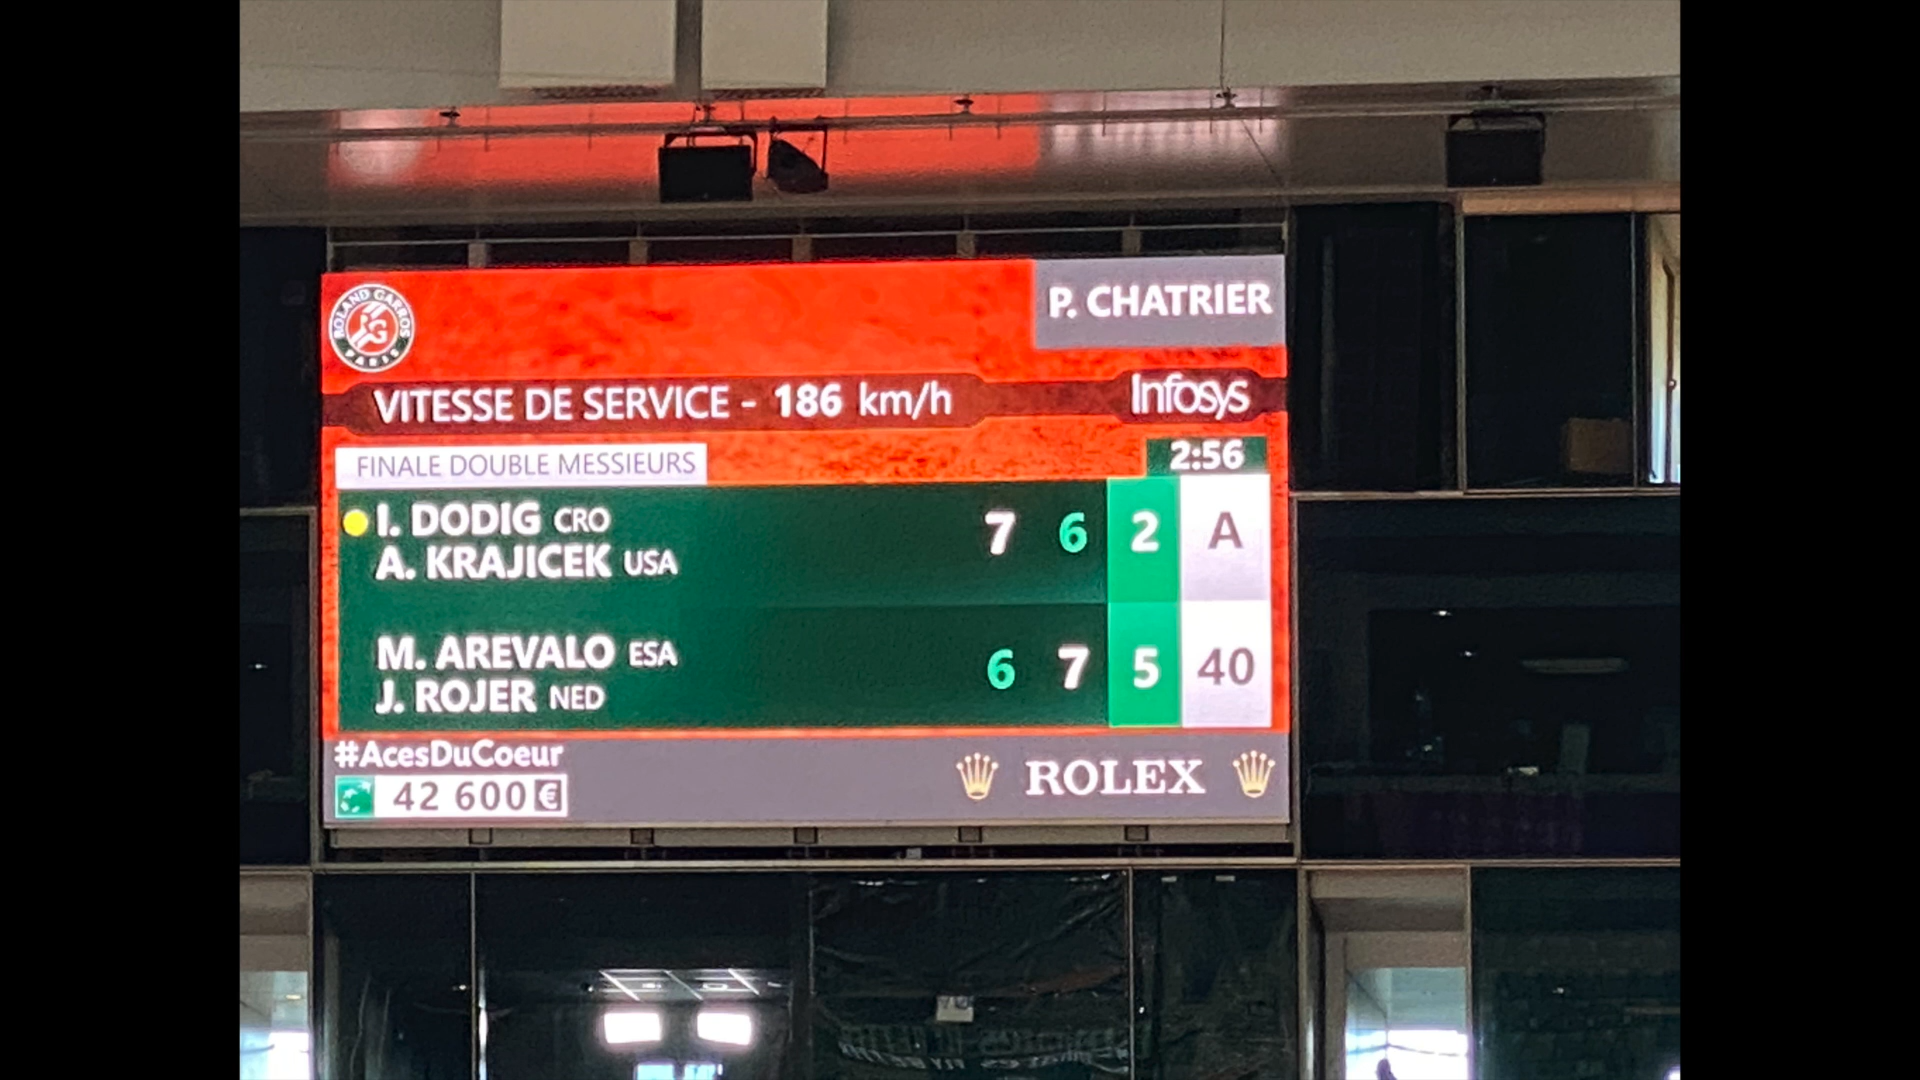 P. CHATRIER
ROLAND GARROS
RG
PARIS
VITESSE DE SERVICE - 186 km/h
Infosys
FINALE DOUBLE MESSIEURS
2:56
I. DODIG CRO
A. KRAJICEK USA
7 6 2 A
M. AREVALO ESA
J. ROJER NED
6 7 5 40
#AcesDuCoeur
42 600 €
ROLEX